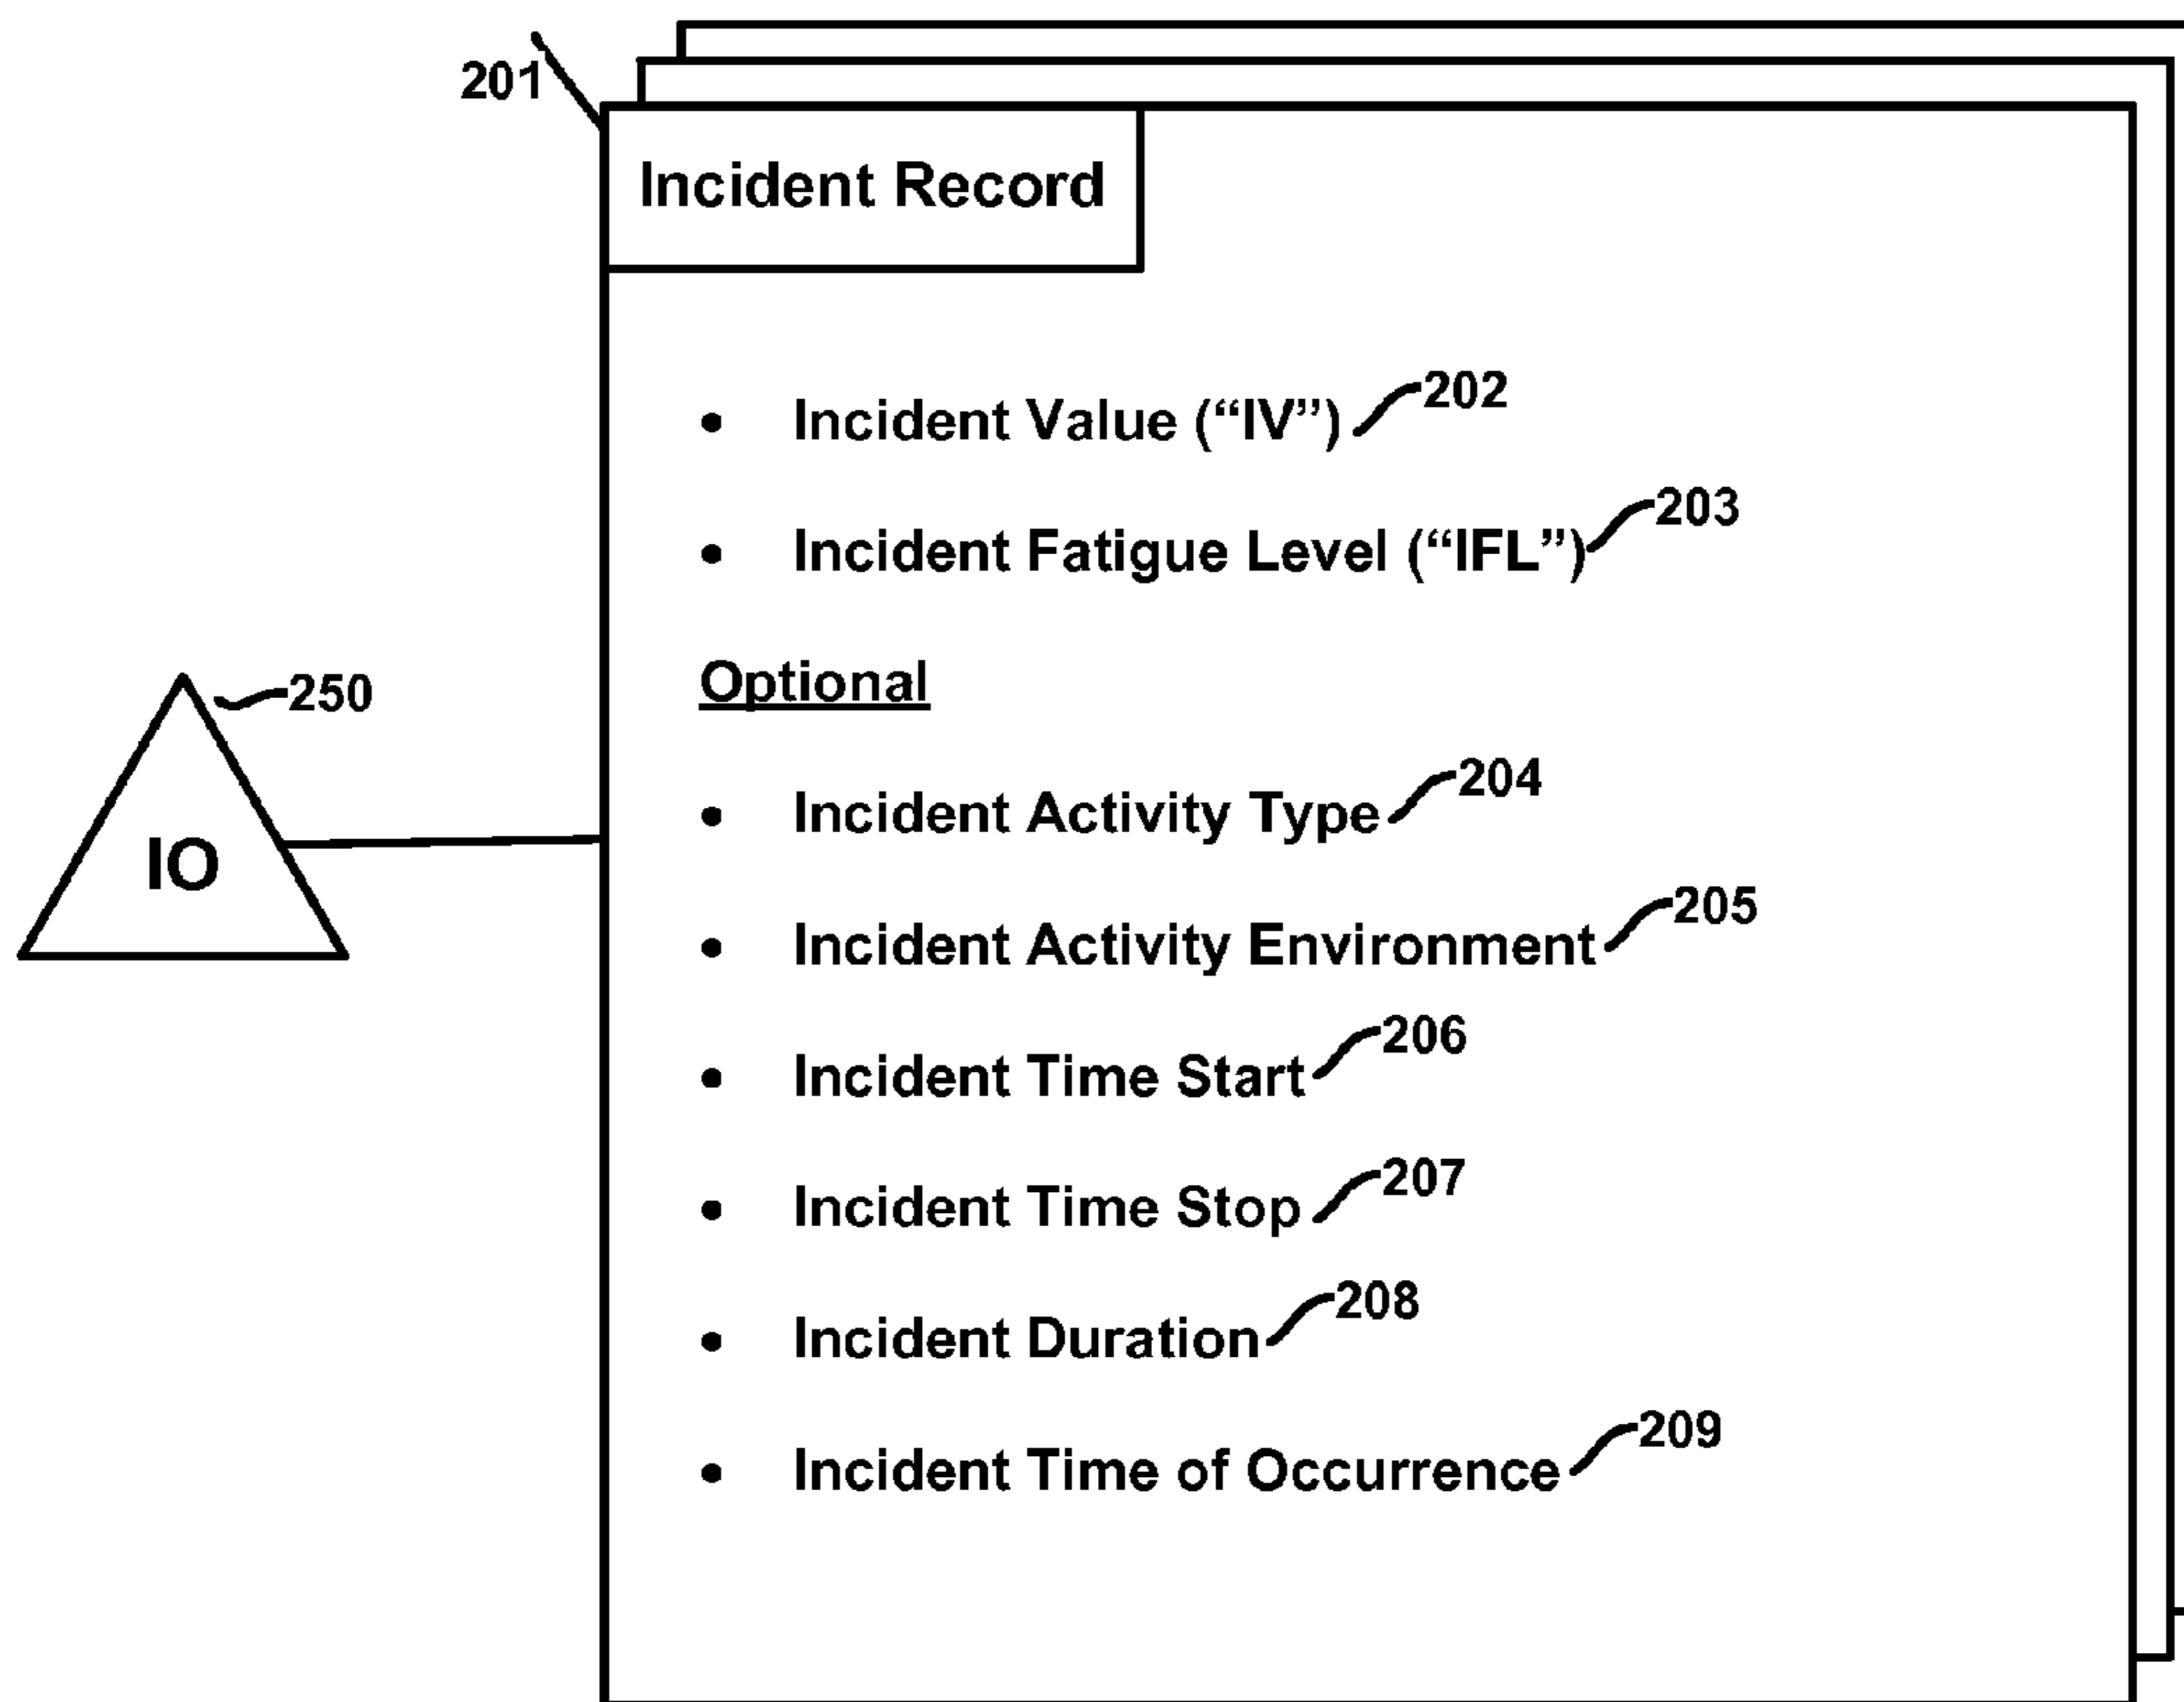 201
Incident Record
• Incident Value (“IV”) 202
• Incident Fatigue Level (“IFL”) 203
Optional
250
• Incident Activity Type 204
IO
• Incident Activity Environment 205
• Incident Time Start 206
• Incident Time Stop 207
• Incident Duration 208
• Incident Time of Occurrence 209